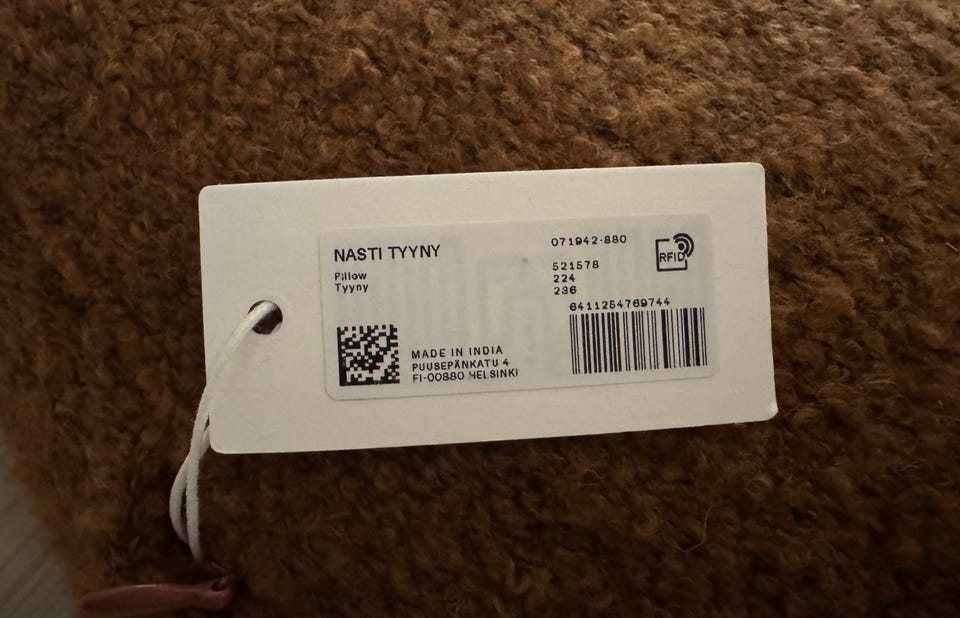 NASTI TYYNY
Pillow
Tyyny
071942-880
521578
224
236
RFID
6411254769744
MADE IN INDIA
PUUSEPÄNKATU 4
FI-00880 HELSINKI